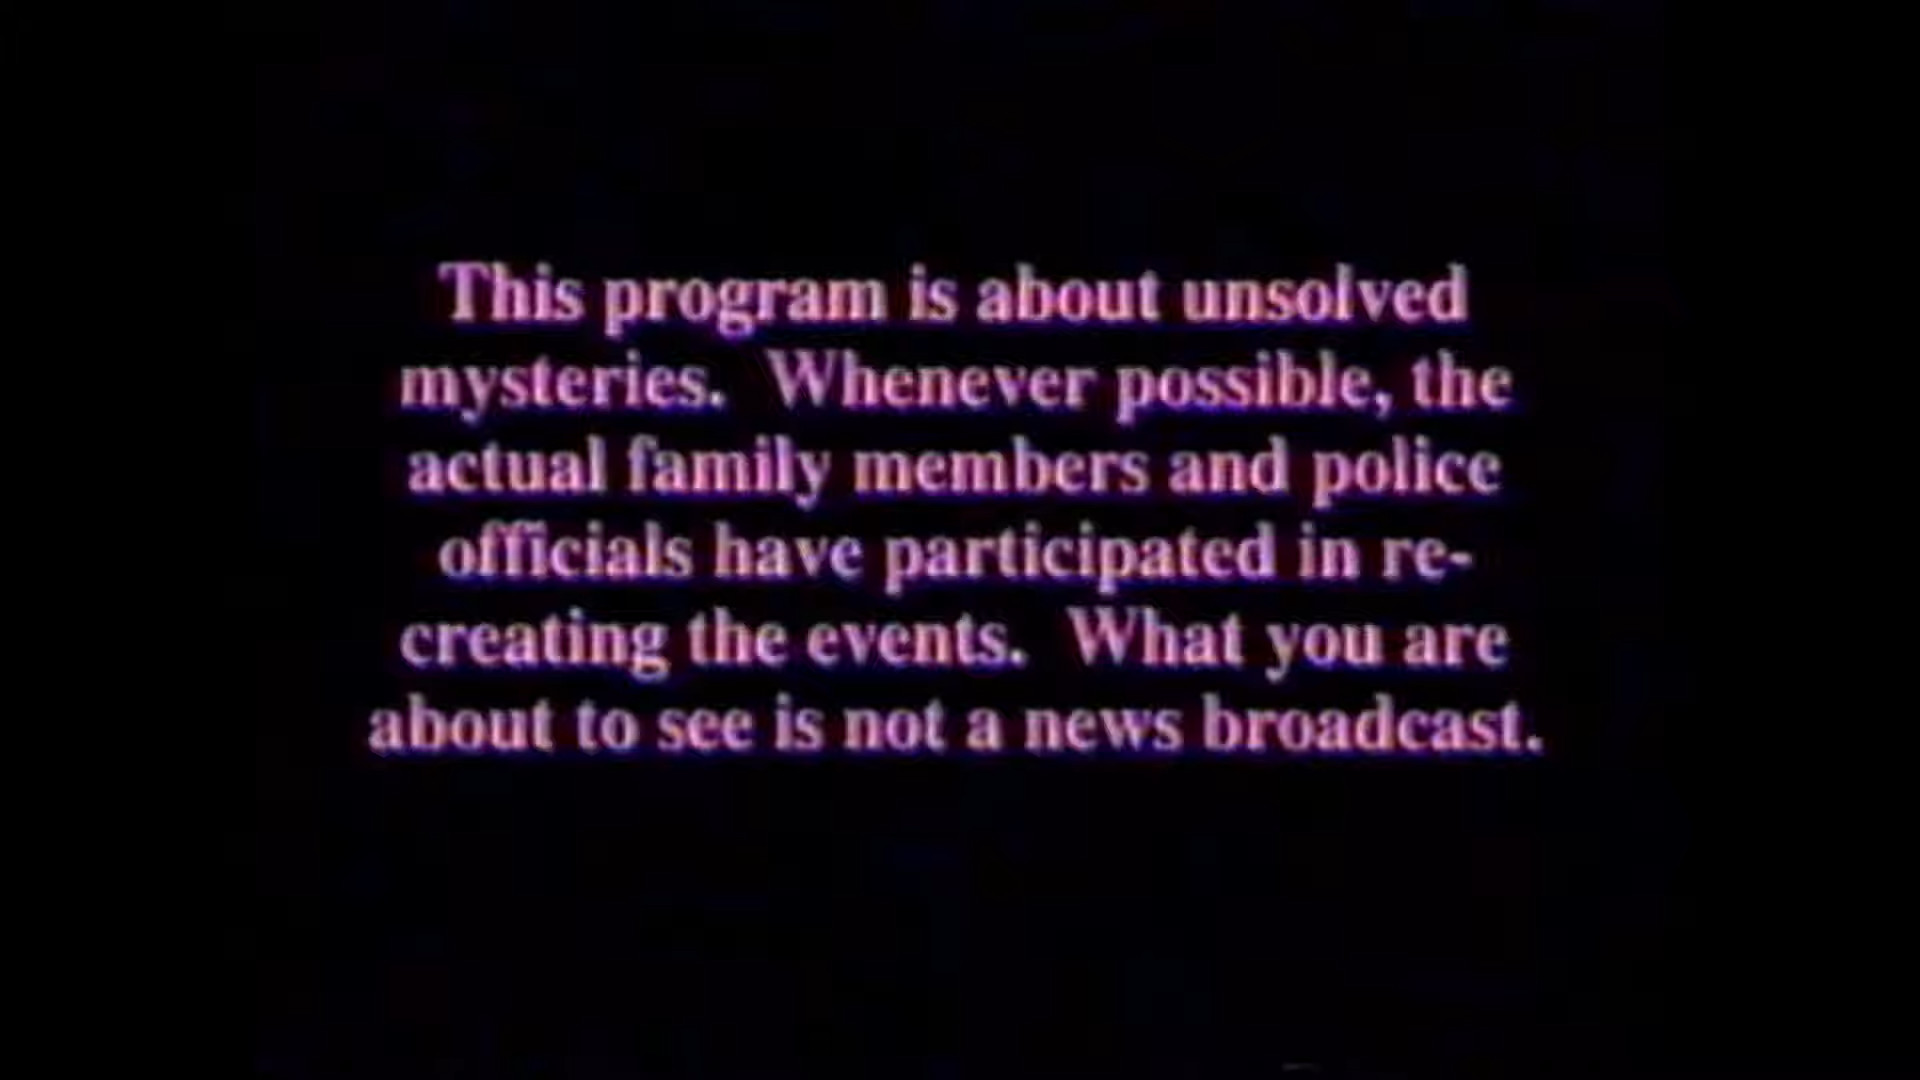 This program is about unsolved
mysteries. Whenever possible, the
actual family members and police
officials have participated in re-
creating the events. What you are
about to see is not a news broadcast.